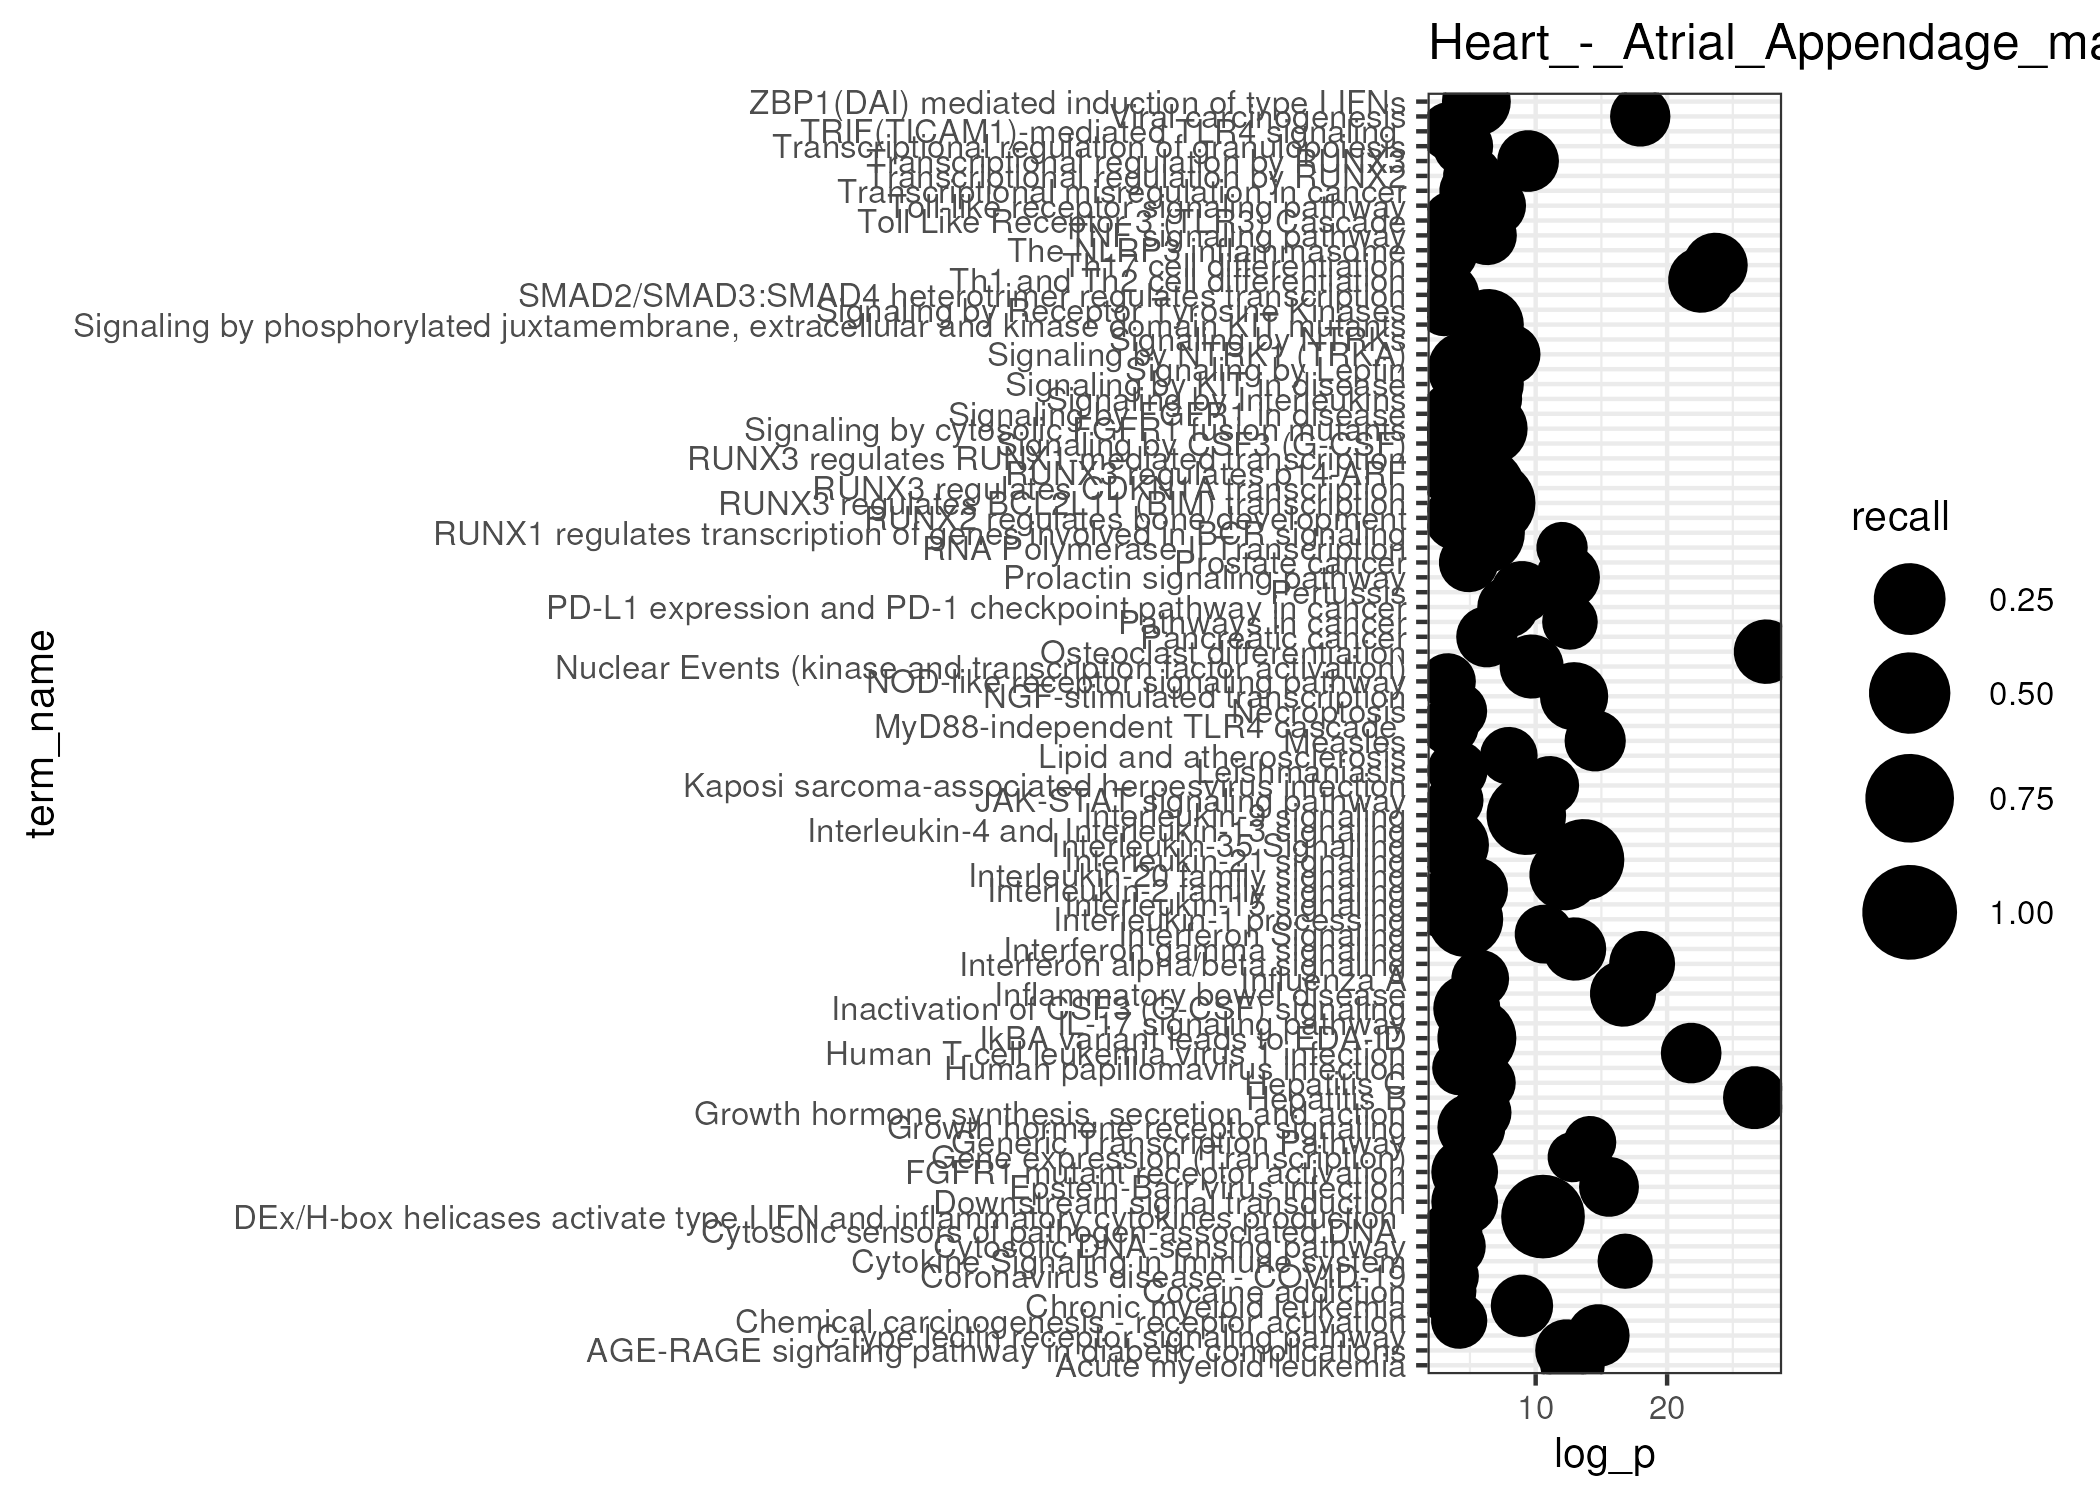 Heart_-_Atrial_Appendage_ma
ZBP1(DAI) mediated induction of type I IFNs
Viral carcinogenesis
TRIF(TICAM1)-mediated TLR4 signaling
Transcriptional regulation of granulopoiesis
Transcriptional regulation by RUNX3
Transcriptional regulation by RUNX2
Transcriptional misregulation in cancer
Toll-like receptor signaling pathway
Toll Like Receptor 3 (TLR3) Cascade
TNF signaling pathway
The NLRP3 inflammasome
Th17 cell differentiation
Th1 and Th2 cell differentiation
SMAD2/SMAD3:SMAD4 heterotrimer regulates transcription
Signaling by Receptor Tyrosine Kinases
Signaling by phosphorylated juxtamembrane, extracellular and kinase domain KIT mutants
Signaling by NTRKs
Signaling by NTRK1 (TRKA)
Signaling by Leptin
Signaling by KIT in disease
Signaling by Interleukins
Signaling by FGFR1 in disease
Signaling by cytosolic FGFR1 fusion mutants
Signaling by CSF3 (G-CSF)
RUNX3 regulates RUNX1-mediated transcription
RUNX3 regulates p14-ARF
RUNX3 regulates CDKN1A transcription
RUNX3 regulates BCL2L11 (BIM) transcription
RUNX2 regulates bone development
RUNX1 regulates transcription of genes involved in BCR signaling
RNA Polymerase II Transcription
Prostate cancer
Prolactin signaling pathway
Pertussis
PD-L1 expression and PD-1 checkpoint pathway in cancer
Pathways in cancer
Pancreatic cancer
Osteoclast differentiation
Nuclear Events (kinase and transcription factor activation)
NOD-like receptor signaling pathway
NGF-stimulated transcription
Necroptosis
MyD88-independent TLR4 cascade
Measles
Lipid and atherosclerosis
Leishmaniasis
Kaposi sarcoma-associated herpesvirus infection
JAK-STAT signaling pathway
Interleukin-9 signaling
Interleukin-4 and Interleukin-13 signaling
Interleukin-35 Signalling
Interleukin-21 signaling
Interleukin-20 family signaling
Interleukin-2 family signaling
Interleukin-15 signaling
Interleukin-1 processing
Interferon Signaling
Interferon gamma signaling
Interferon alpha/beta signaling
Influenza A
Inflammatory bowel disease
Inactivation of CSF3 (G-CSF) signaling
IL-17 signaling pathway
IkBA variant leads to EDA-ID
Human T-cell leukemia virus 1 infection
Human papillomavirus infection
Hepatitis C
Hepatitis B
Growth hormone synthesis, secretion and action
Growth hormone receptor signaling
Generic Transcription Pathway
Gene expression (Transcription)
FGFR1 mutant receptor activation
Epstein-Barr virus infection
Downstream signal transduction
DEx/H-box helicases activate type I IFN and inflammatory cytokines production
Cytosolic sensors of pathogen-associated DNA
Cytosolic DNA-sensing pathway
Cytokine Signaling in Immune system
Coronavirus disease - COVID-19
Cocaine addiction
Chronic myeloid leukemia
Chemical carcinogenesis - receptor activation
C-type lectin receptor signaling pathway
AGE-RAGE signaling pathway in diabetic complications
Acute myeloid leukemia
term_name
10 20
log_p
recall
0.25
0.50
0.75
1.00